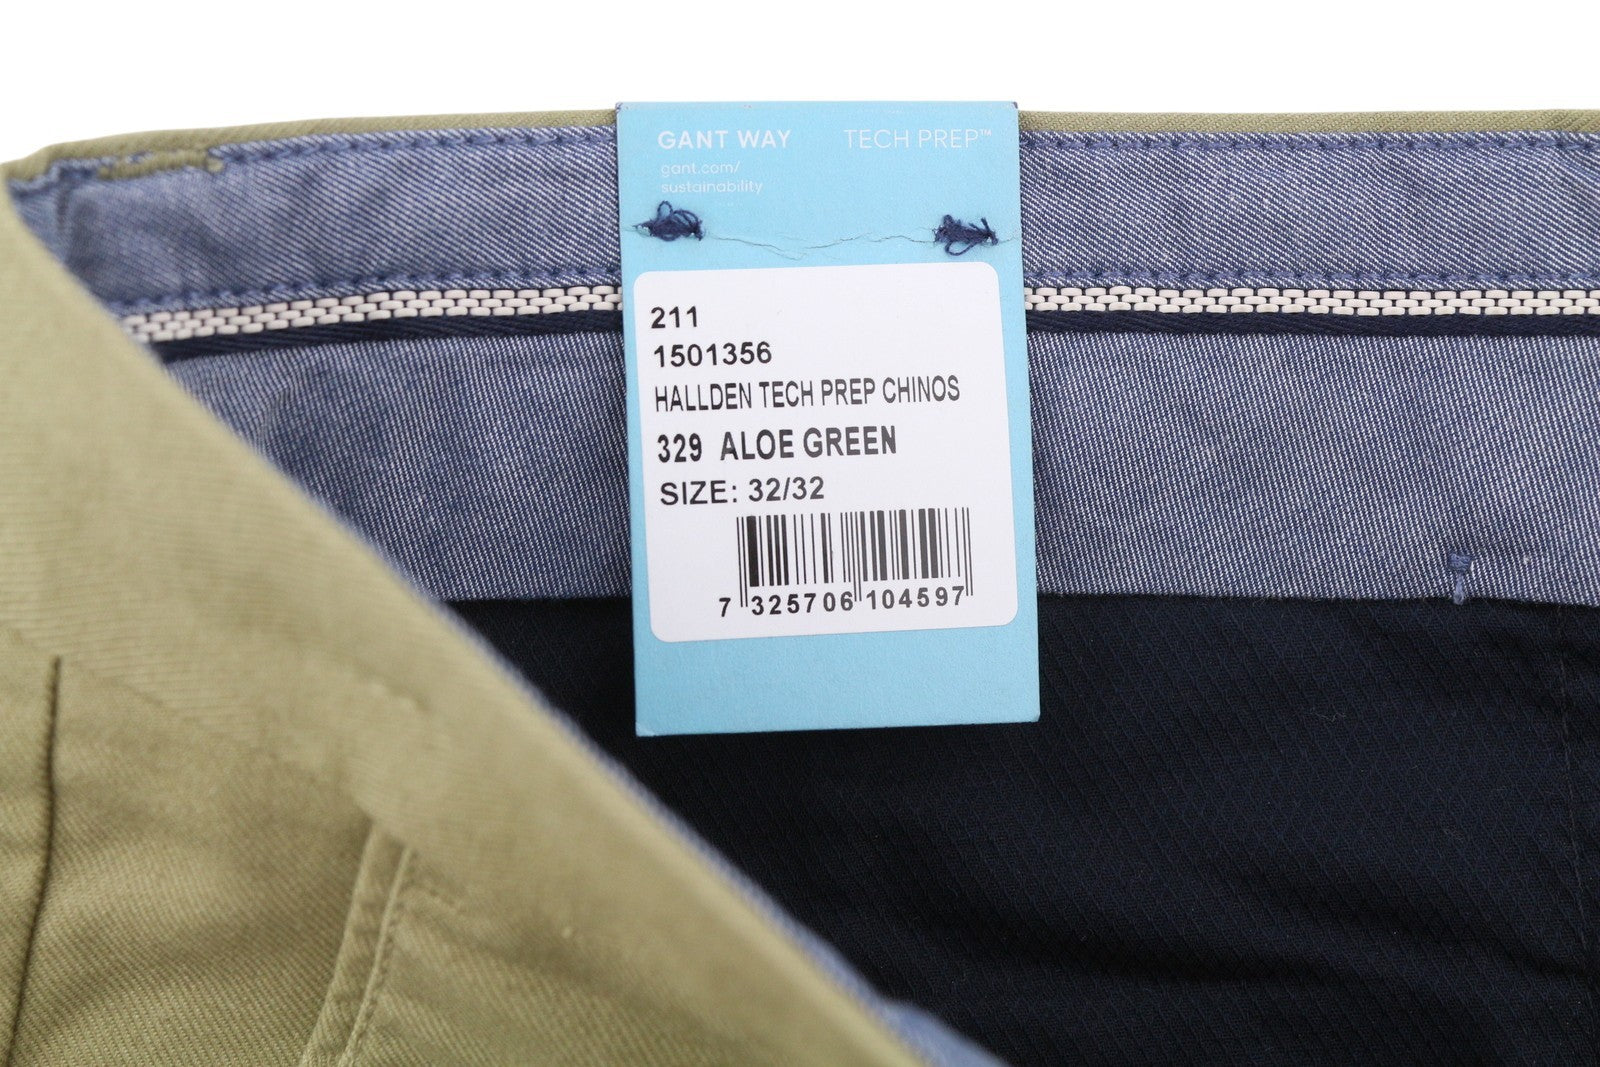 GANT WAY TECH PREP™
gant.com/
sustainability
211
1501356
HALLDEN TECH PREP CHINOS
329 ALOE GREEN
SIZE: 32/32
7 325706 104597